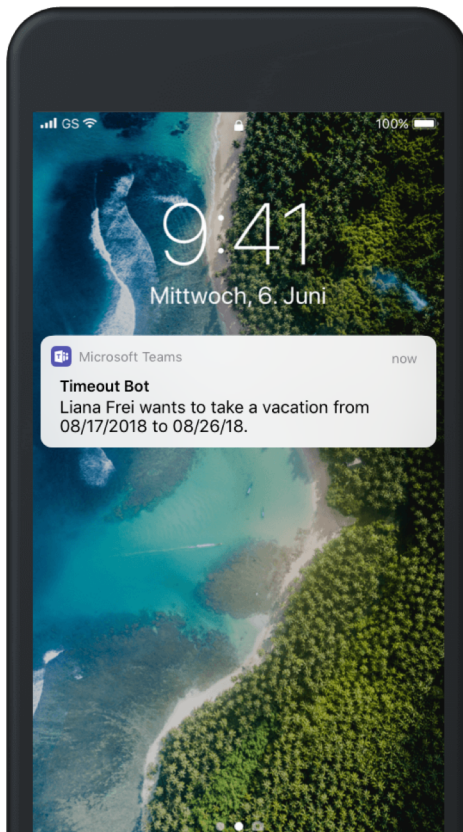 GS
100%
9:41
Mittwoch, 6. Juni
Microsoft Teams
now
Timeout Bot
Liana Frei wants to take a vacation from
08/17/2018 to 08/26/18.